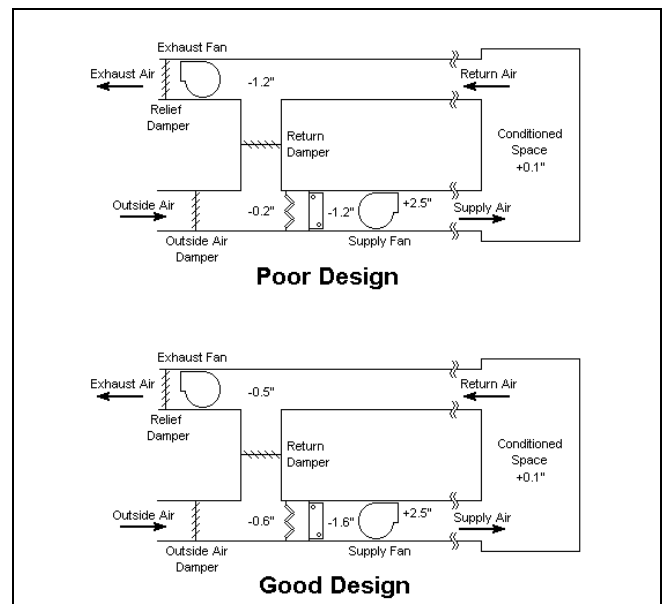 Exhaust Fan
Exhaust Air
-1.2"
Return Air
Relief
Damper
Return
Damper
Conditioned
Space
+0.1"
Outside Air
-0.2"
-1.2"
+2.5"
Supply Air
Outside Air
Damper
Supply Fan
Poor Design
Exhaust Fan
Exhaust Air
-0.5"
Return Air
Relief
Damper
Return
Damper
Conditioned
Space
+0.1"
Outside Air
-0.6"
-1.6"
+2.5"
Supply Air
Outside Air
Damper
Supply Fan
Good Design